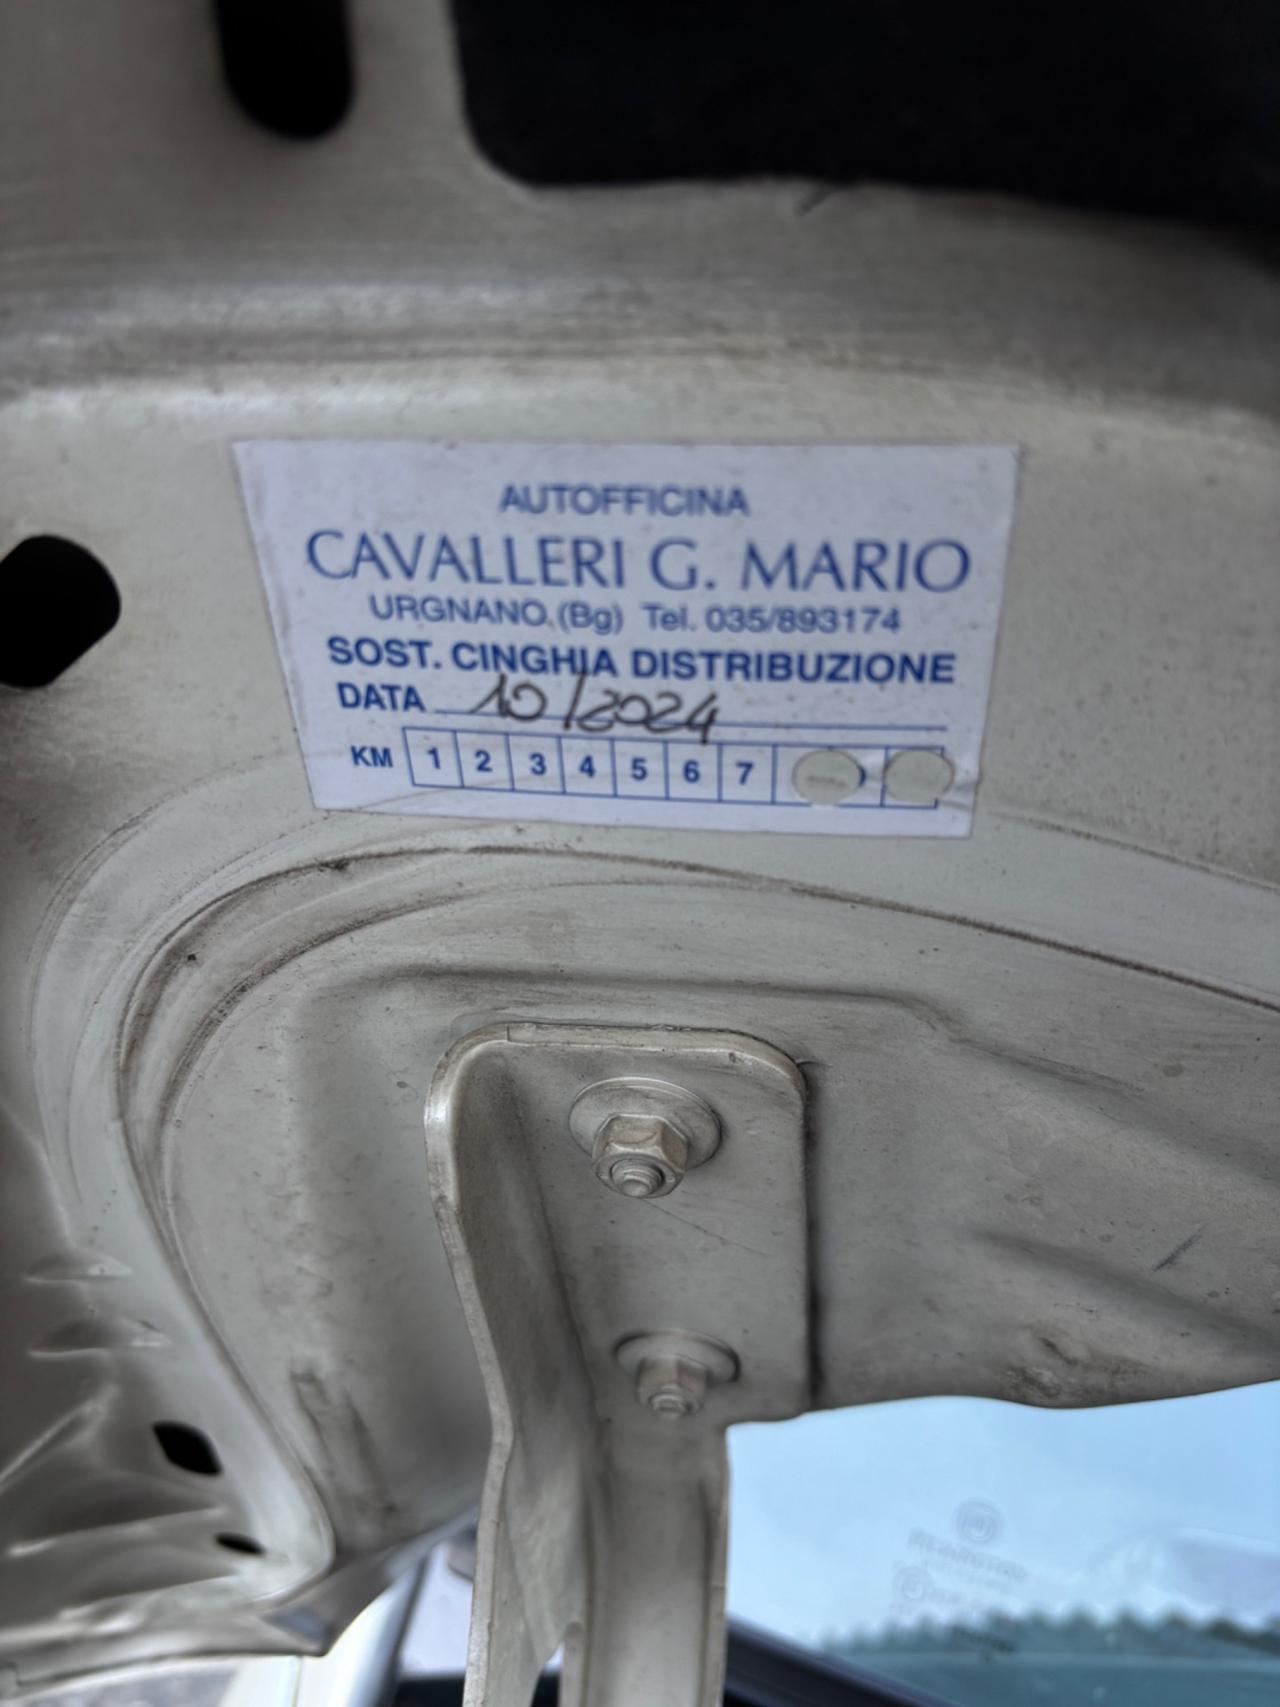 AUTOFFICINA
CAVALLERI G. MARIO
URGNANO (Bg) Tel. 035/893174
SOST. CINGHIA DISTRIBUZIONE
DATA 10/2024
KM 1 2 3 4 5 6 7